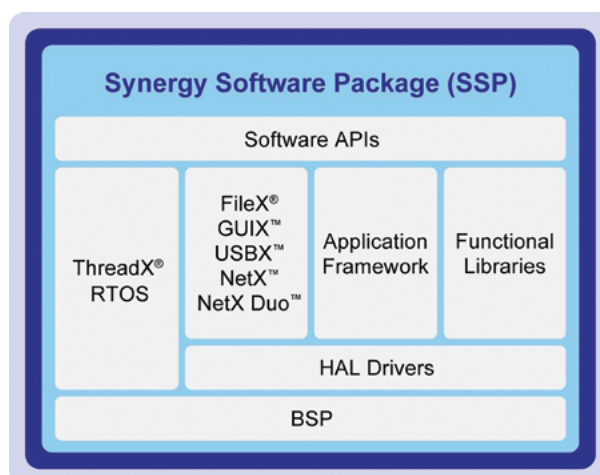 Synergy Software Package (SSP)
Software APIs
ThreadX®
RTOS
FileX®
GUIX™
USBX™
NetX™
NetX Duo™
Application
Framework
Functional
Libraries
HAL Drivers
BSP